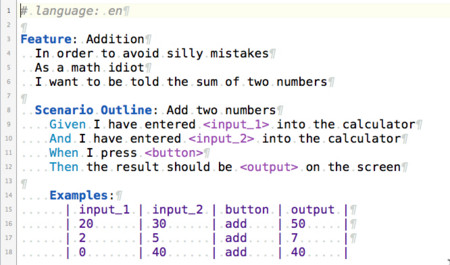 1 # language: en
2
3 Feature: Addition
4   In order to avoid silly mistakes
5   As a math idiot
6   I want to be told the sum of two numbers
7
8   Scenario Outline: Add two numbers
9     Given I have entered <input_1> into the calculator
10     And I have entered <input_2> into the calculator
11     When I press <button>
12     Then the result should be <output> on the screen
13
14     Examples:
15       | input_1 | input_2 | button | output |
16       | 20      | 30      | add    | 50     |
17       | 2       | 5       | add    | 7      |
18       | 0       | 40      | add    | 40     |